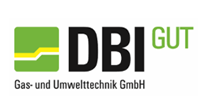 DBI GUT
Gas- und Umwelttechnik GmbH